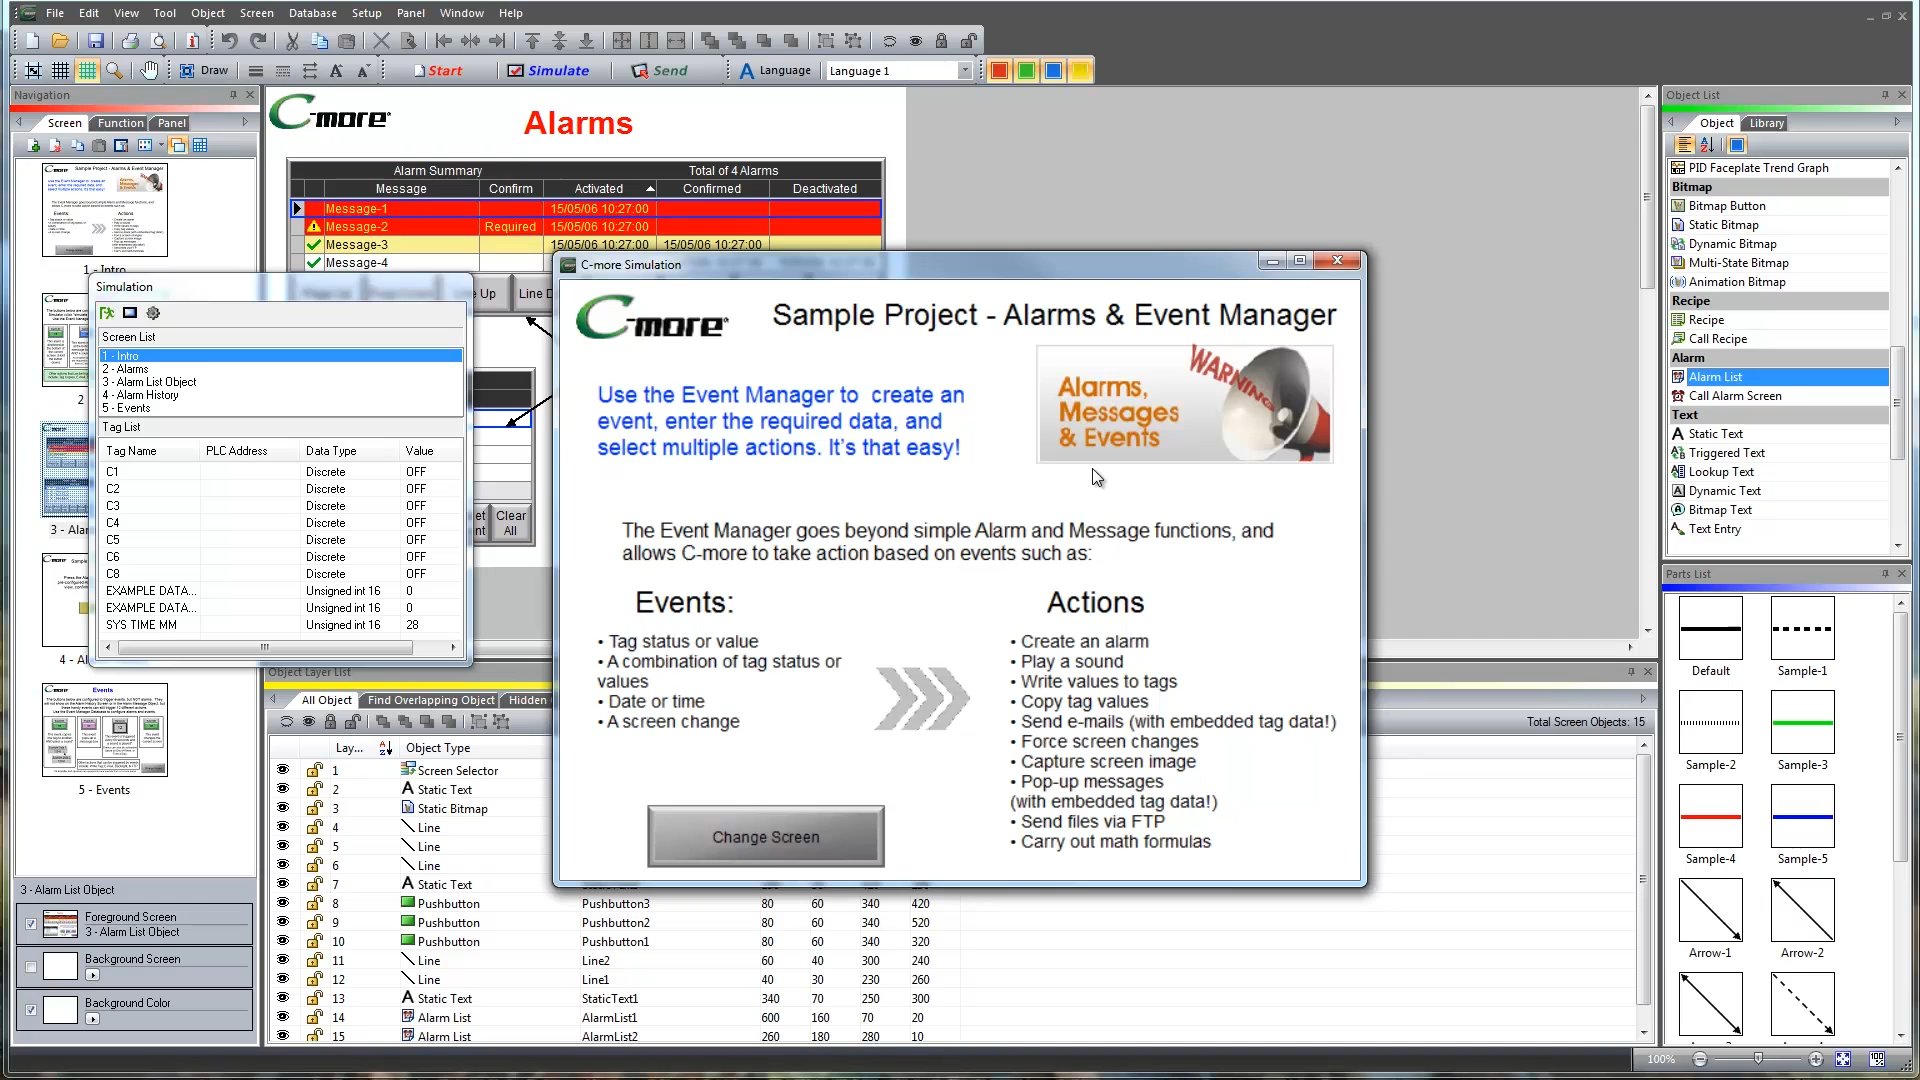 File Edit View Tool Object Screen Database Setup Panel Window Help
Draw Start Simulate Send Language Language 1
Navigation
Screen Function Panel
Sample Project - Alarms & Event Manager
1 - Intro
2
3 - Alar
4 - Al
Events
5 - Events
3 - Alarm List Object
Foreground Screen
3 - Alarm List Object
Background Screen
Background Color
C-more
Alarms
Alarm Summary Total of 4 Alarms
Message Confirm Activated Confirmed Deactivated
Message-1 15/05/06 10:27:00
Message-2 Required 15/05/06 10:27:00
Message-3 15/05/06 10:27:00 15/05/06 10:27:00
Message-4
e Up Line D
Clear
All
Simulation
Screen List
1 - Intro
2 - Alarms
3 - Alarm List Object
4 - Alarm History
5 - Events
Tag List
Tag Name PLC Address Data Type Value
C1 Discrete OFF
C2 Discrete OFF
C3 Discrete OFF
C4 Discrete OFF
C5 Discrete OFF
C6 Discrete OFF
C8 Discrete OFF
EXAMPLE DATA... Unsigned int 16 0
EXAMPLE DATA... Unsigned int 16 0
SYS TIME MM Unsigned int 16 28
C-more Simulation
C-more
Sample Project - Alarms & Event Manager
Use the Event Manager to create an
event, enter the required data, and
select multiple actions. It's that easy!
Alarms,
Messages
& Events
WARNING
The Event Manager goes beyond simple Alarm and Message functions, and
allows C-more to take action based on events such as:
Events:
• Tag status or value
• A combination of tag status or
values
• Date or time
• A screen change
Actions
• Create an alarm
• Play a sound
• Write values to tags
• Copy tag values
• Send e-mails (with embedded tag data!)
• Force screen changes
• Capture screen image
• Pop-up messages
(with embedded tag data!)
• Send files via FTP
• Carry out math formulas
Change Screen
Object Layer List
All Object Find Overlapping Object Hidden
Total Screen Objects: 15
Lay... Object Type
1 Screen Selector
2 Static Text
3 Static Bitmap
4 Line
5 Line
6 Line
7 Static Text
8 Pushbutton Pushbutton3 80 60 340 420
9 Pushbutton Pushbutton2 80 60 340 520
10 Pushbutton Pushbutton1 80 60 340 320
11 Line Line2 60 40 300 240
12 Line Line1 40 30 230 260
13 Static Text StaticText1 340 70 250 300
14 Alarm List AlarmList1 600 160 70 20
15 Alarm List AlarmList2 260 180 280 10
Object List
Object Library
PID Faceplate Trend Graph
Bitmap
Bitmap Button
Static Bitmap
Dynamic Bitmap
Multi-State Bitmap
Animation Bitmap
Recipe
Recipe
Call Recipe
Alarm
Alarm List
Call Alarm Screen
Text
Static Text
Triggered Text
Lookup Text
Dynamic Text
Bitmap Text
Text Entry
Parts List
Default Sample-1
Sample-2 Sample-3
Sample-4 Sample-5
Arrow-1 Arrow-2
100%